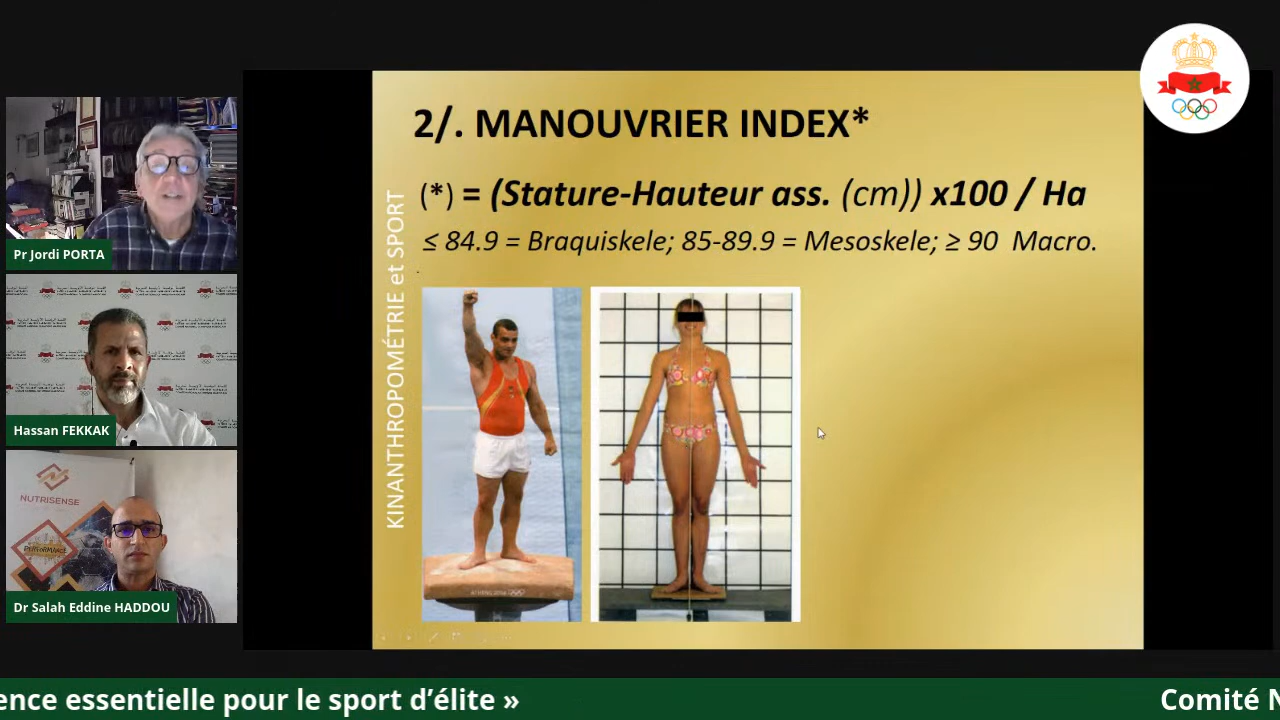 2/. MANOUVRIER INDEX*
(*) = (Stature-Hauteur ass. (cm)) x100 / Ha
≤ 84.9 = Braquiskele; 85-89.9 = Mesoskele; ≥ 90 Macro.
KINANTHROPOMÉTRIE et SPORT
Pr Jordi PORTA
Hassan FEKKAK
NUTRISENSE
PERFORMANCE
Dr Salah Eddine HADDOU
ence essentielle pour le sport d’élite »
Comité N